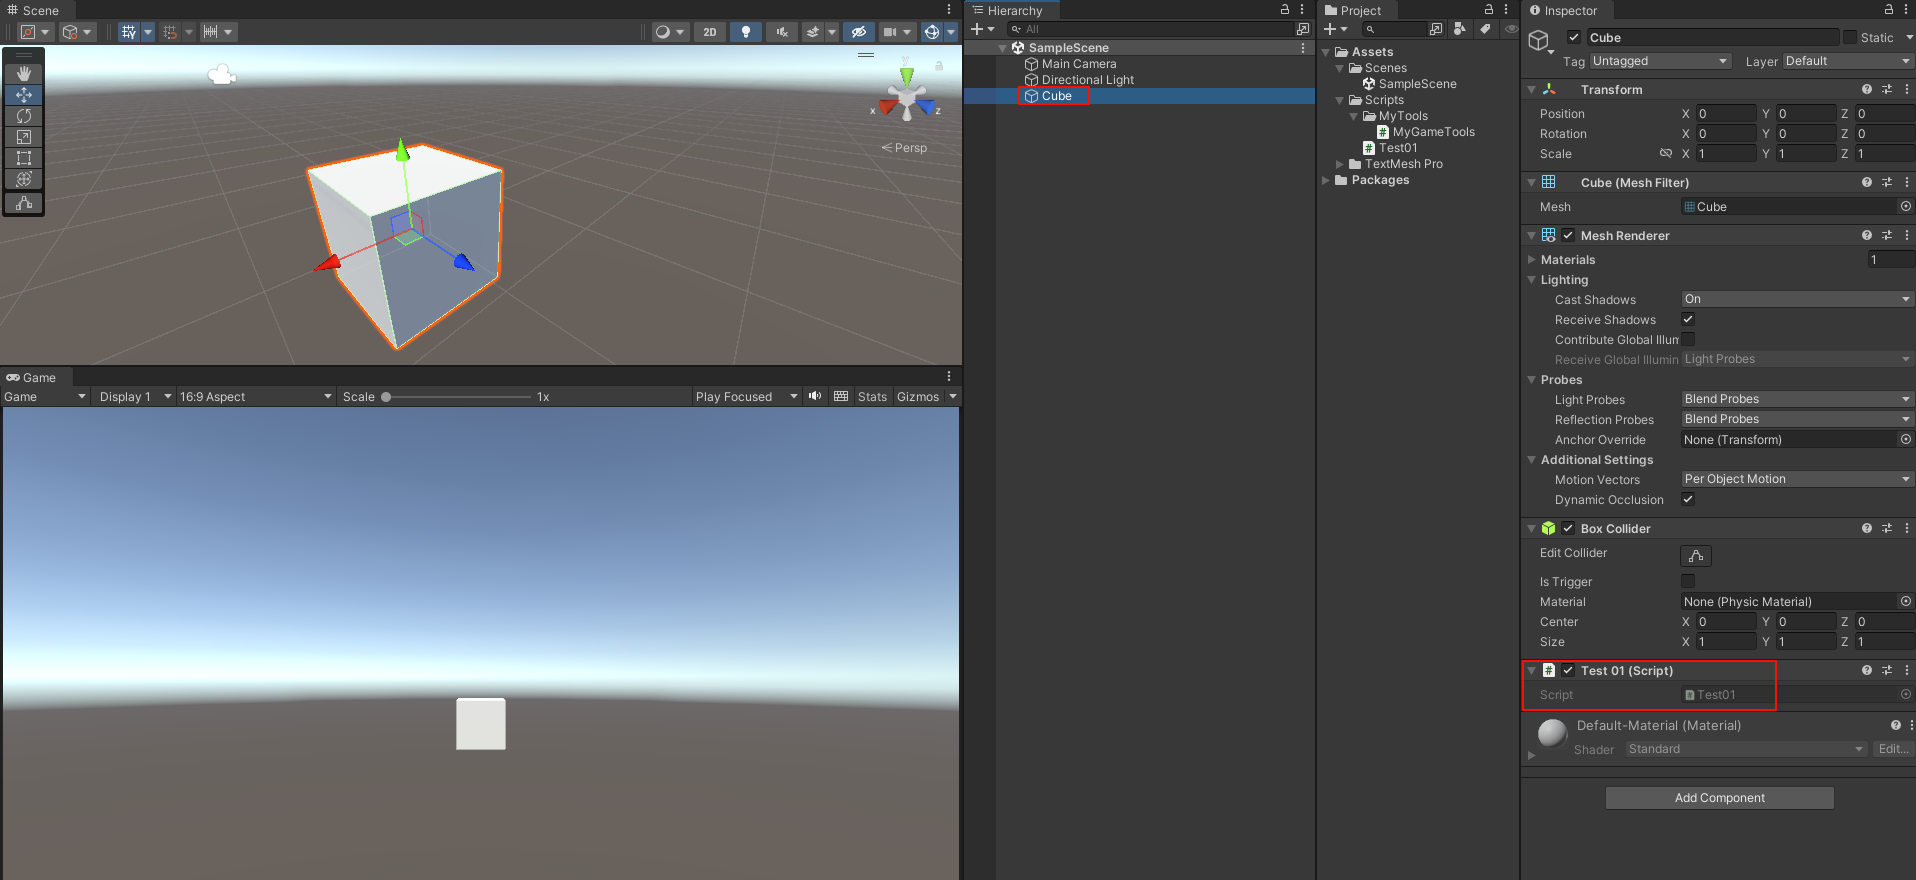 Scene
2D
y
x
z
Persp
Game
Game
Display 1
16:9 Aspect
Scale
1x
Play Focused
Stats
Gizmos
Hierarchy
All
SampleScene
Main Camera
Directional Light
Cube
Project
Assets
Scenes
SampleScene
Scripts
MyTools
MyGameTools
Test01
TextMesh Pro
Packages
Inspector
Cube
Static
Tag Untagged
Layer Default
Transform
Position X 0 Y 0 Z 0
Rotation X 0 Y 0 Z 0
Scale X 1 Y 1 Z 1
Cube (Mesh Filter)
Mesh Cube
Mesh Renderer
Materials 1
Lighting
Cast Shadows On
Receive Shadows
Contribute Global Illum
Receive Global Illumin Light Probes
Probes
Light Probes Blend Probes
Reflection Probes Blend Probes
Anchor Override None (Transform)
Additional Settings
Motion Vectors Per Object Motion
Dynamic Occlusion
Box Collider
Edit Collider
Is Trigger
Material None (Physic Material)
Center X 0 Y 0 Z 0
Size X 1 Y 1 Z 1
# Test 01 (Script)
Script Test01
Default-Material (Material)
Shader Standard Edit...
Add Component